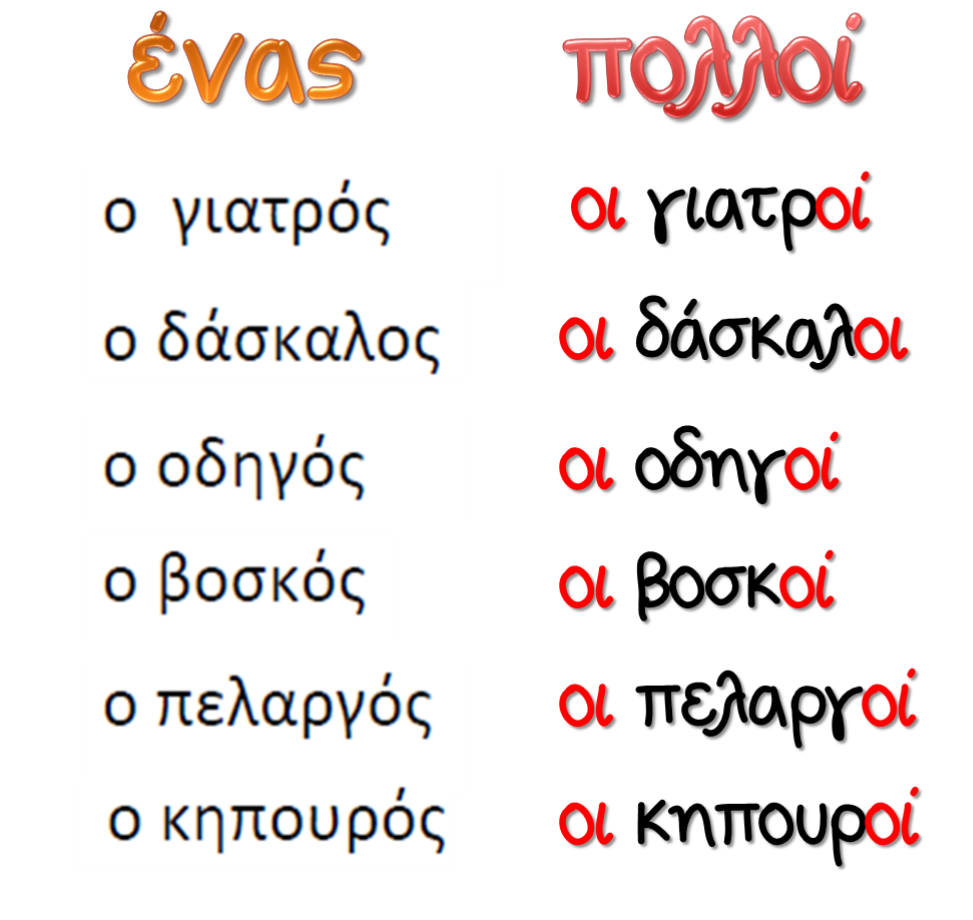 ένας πολλοί
ο γιατρός οι γιατροί
ο δάσκαλος οι δάσκαλοι
ο οδηγός οι οδηγοί
ο βοσκός οι βοσκοί
ο πελαργός οι πελαργοί
ο κηπουρός οι κηπουροί